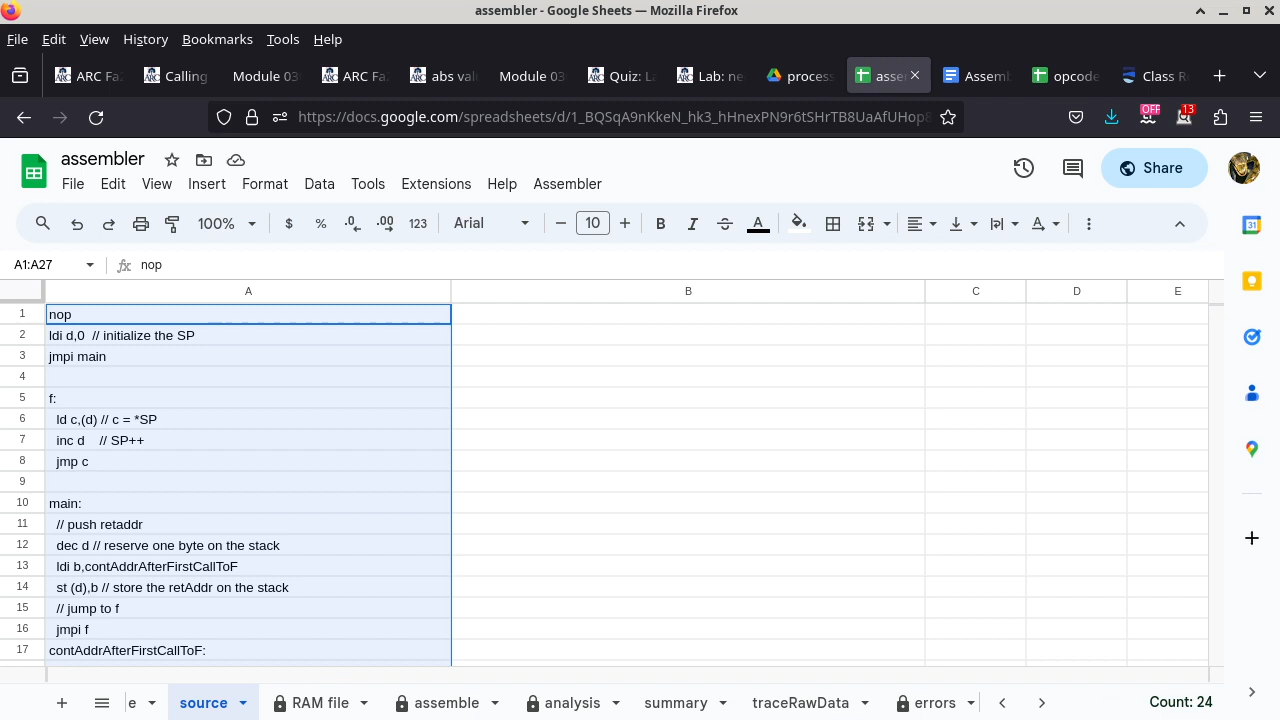 assembler - Google Sheets — Mozilla Firefox
File Edit View History Bookmarks Tools Help
ARC Fa Calling Module 03 ARC Fa abs val Module 03 Quiz: L Lab: ne process asse Assemb opcode Class R
https://docs.google.com/spreadsheets/d/1_BQSqA9nKkeN_hk3_hHnexPN9r6tSHrTB8UaAfUHop8 OFF 13
assembler
Share
File Edit View Insert Format Data Tools Extensions Help Assembler
100% $ % .0 .00 123 Arial 10 B I S A
A1:A27 fx nop
A B C D E
1 nop
2 ldi d,0 // initialize the SP
3 jmpi main
4
5 f:
6 ld c,(d) // c = *SP
7 inc d // SP++
8 jmp c
9
10 main:
11 // push retaddr
12 dec d // reserve one byte on the stack
13 ldi b,contAddrAfterFirstCallToF
14 st (d),b // store the retAddr on the stack
15 // jump to f
16 jmpi f
17 contAddrAfterFirstCallToF:
e source RAM file assemble analysis summary traceRawData errors Count: 24